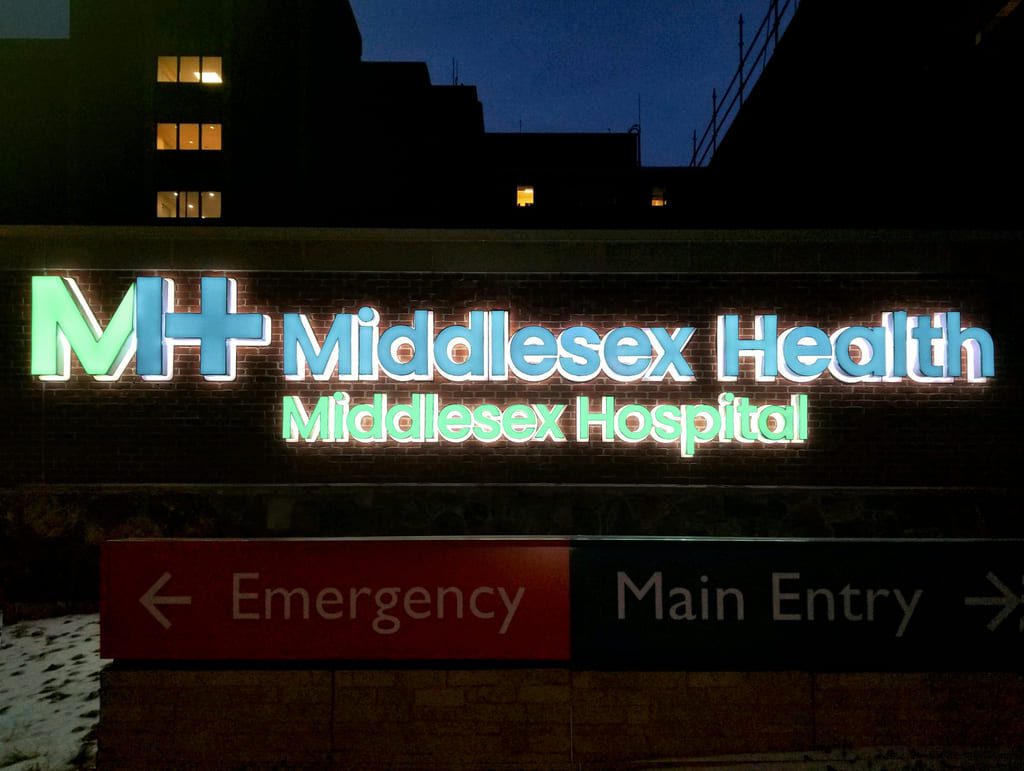 MH+ Middlesex Health
Middlesex Hospital
← Emergency Main Entry →